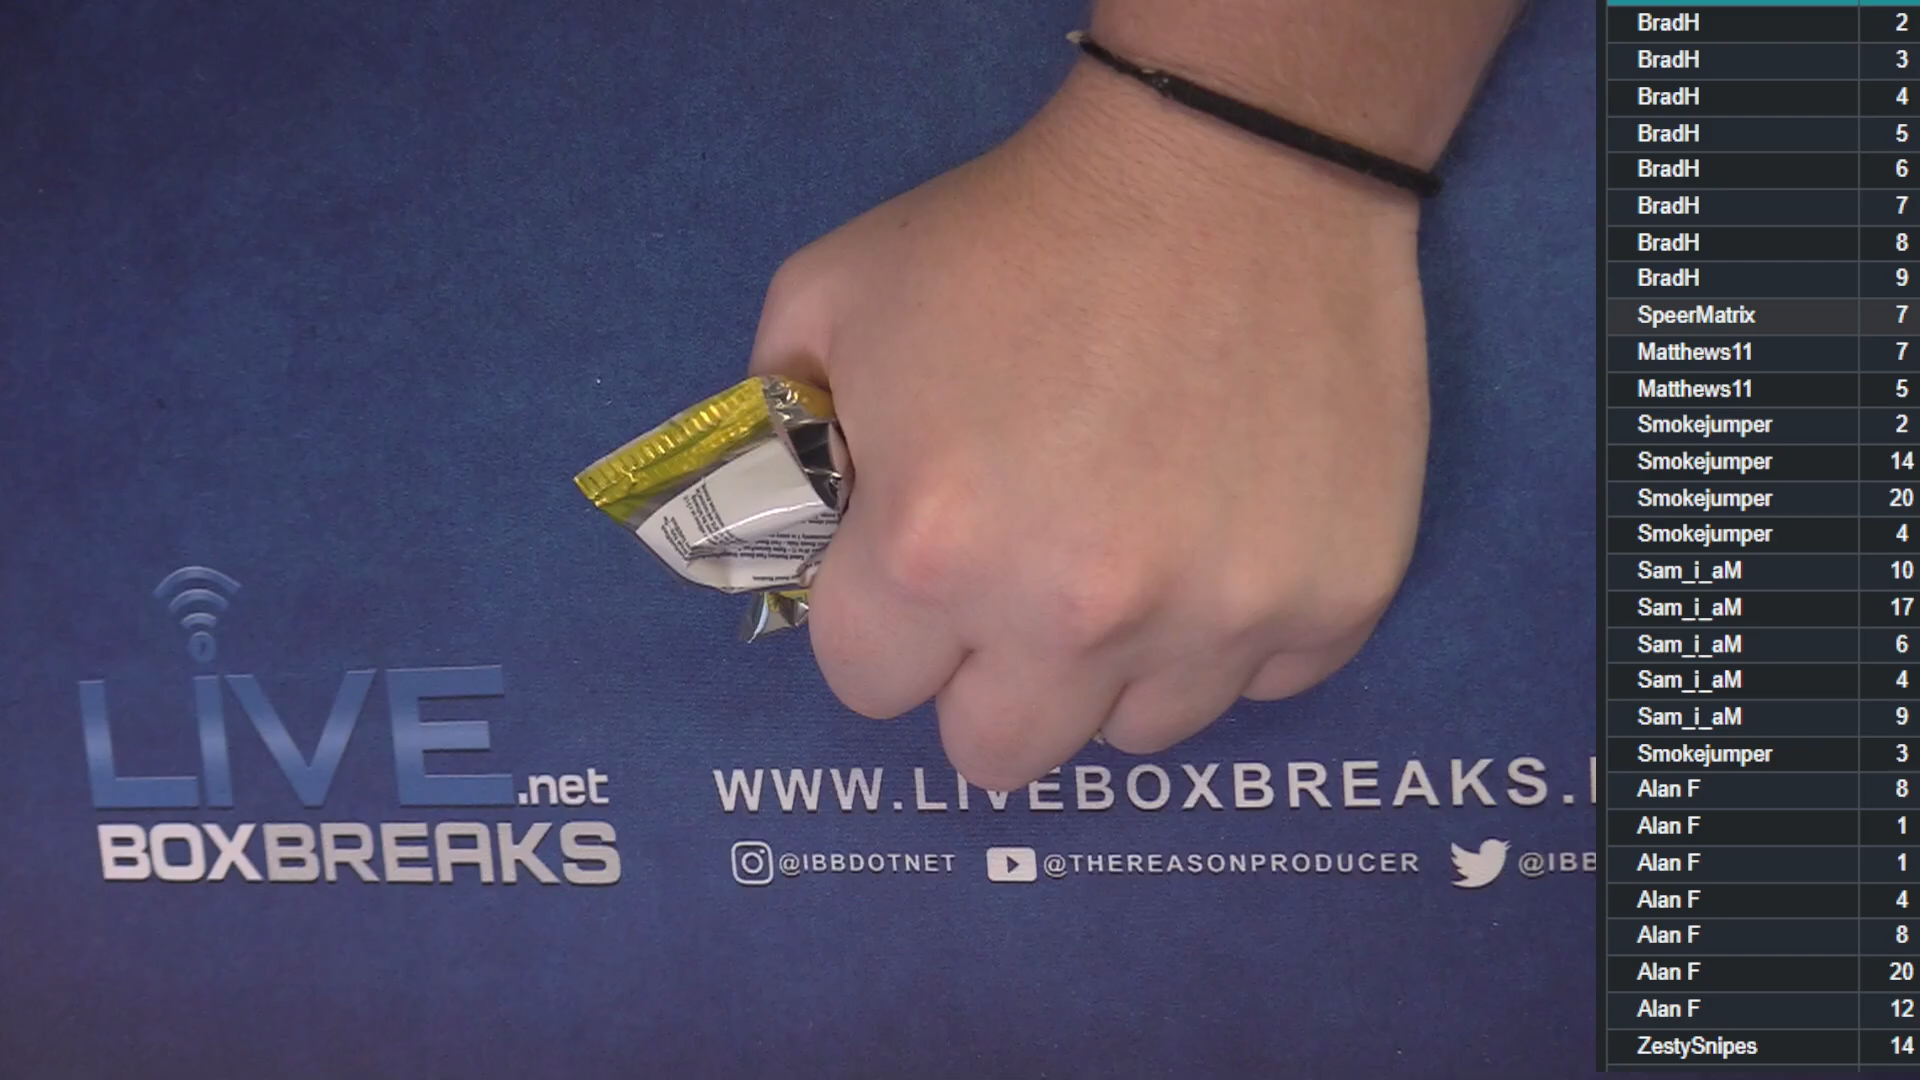 LIVE.net
BOXBREAKS
WWW.LIVEBOXBREAKS.
@IBBDOTNET
@THEREASONPRODUCER
@IBB
BradH 2
BradH 3
BradH 4
BradH 5
BradH 6
BradH 7
BradH 8
BradH 9
SpeerMatrix 7
Matthews11 7
Matthews11 5
Smokejumper 2
Smokejumper 14
Smokejumper 20
Smokejumper 4
Sam_i_aM 10
Sam_i_aM 17
Sam_i_aM 6
Sam_i_aM 4
Sam_i_aM 9
Smokejumper 3
Alan F 8
Alan F 1
Alan F 1
Alan F 4
Alan F 8
Alan F 20
Alan F 12
ZestySnipes 14